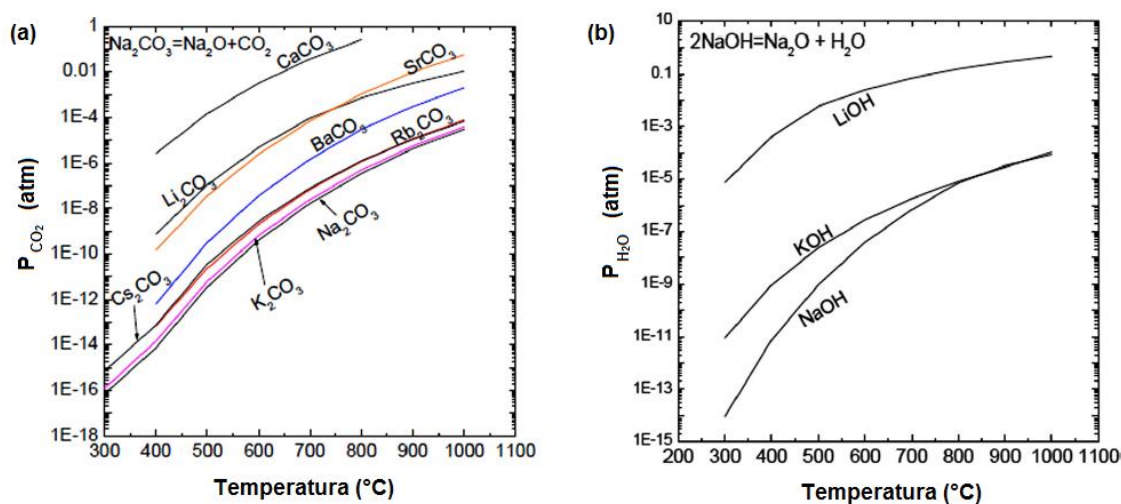 (a)
Na₂CO₃=Na₂O+CO₂
CaCO₃
SrCO₃
BaCO₃
Rb₂CO₃
Li₂CO₃
Na₂CO₃
K₂CO₃
Cs₂CO₃
P CO₂ (atm)
1
0.01
1E-4
1E-6
1E-8
1E-10
1E-12
1E-14
1E-16
1E-18
300 400 500 600 700 800 900 1000 1100
Temperatura (°C)
(b)
2NaOH=Na₂O + H₂O
LiOH
KOH
NaOH
P H₂O (atm)
10
0.1
1E-3
1E-5
1E-7
1E-9
1E-11
1E-13
1E-15
200 300 400 500 600 700 800 900 1000 1100
Temperatura (°C)